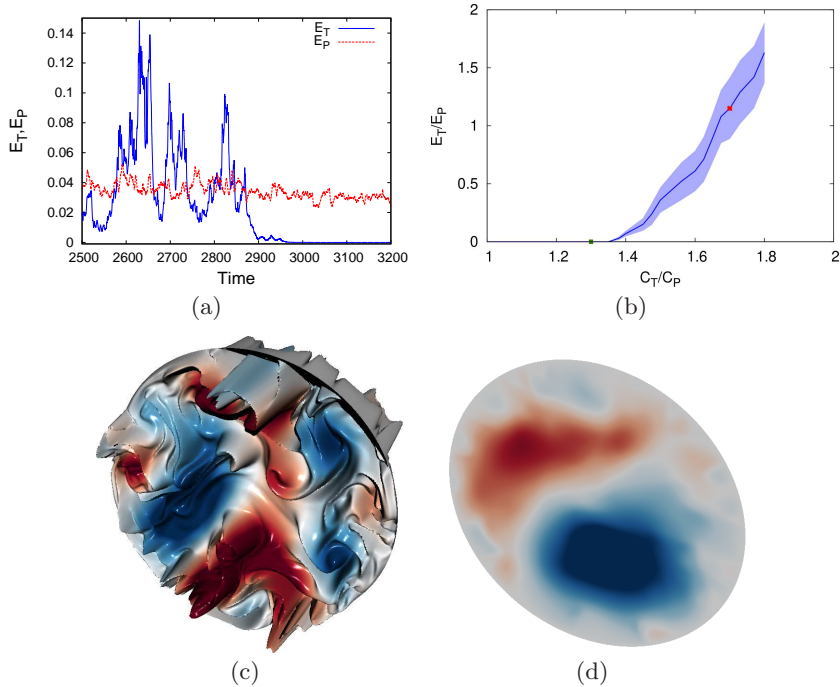 0.14
0.12
0.1
0.08
0.06
0.04
0.02
0
E_T,E_P
E_T
E_P
2500 2600 2700 2800 2900 3000 3100 3200
Time
(a)
2
1.5
1
0.5
0
E_T/E_P
1 1.2 1.4 1.6 1.8 2
C_T/C_P
(b)
(c)
(d)